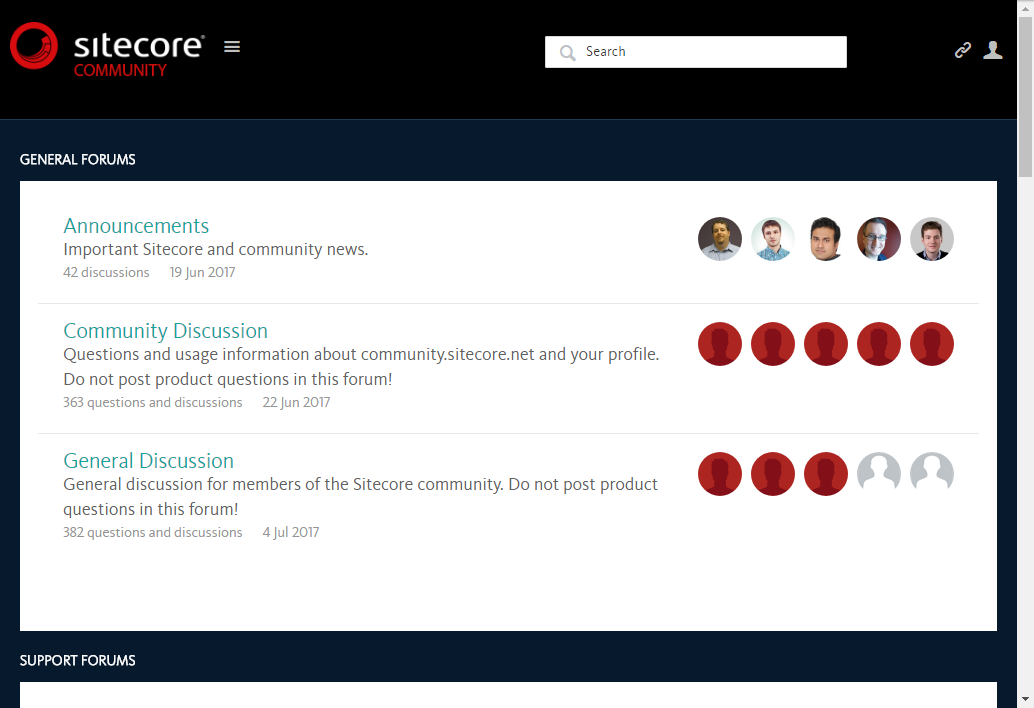 sitecore®
COMMUNITY
Search
GENERAL FORUMS
Announcements
Important Sitecore and community news.
42 discussions 19 Jun 2017
Community Discussion
Questions and usage information about community.sitecore.net and your profile.
Do not post product questions in this forum!
363 questions and discussions 22 Jun 2017
General Discussion
General discussion for members of the Sitecore community. Do not post product
questions in this forum!
382 questions and discussions 4 Jul 2017
SUPPORT FORUMS